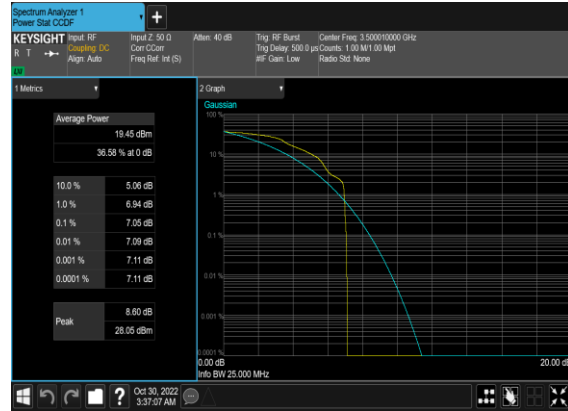 Spectrum Analyzer 1
Power Stat CCDF
KEYSIGHT
Input: RF
Coupling: DC
Align: Auto
R T
LM
Input Z: 50 Ω
Corr CCorr
Freq Ref: Int (S)
Atten: 40 dB
Trig: RF Burst
Trig Delay: 500.0 µs
#IF Gain: Low
Center Freq: 3.500010000 GHz
Counts: 1.00 M/1.00 Mpt
Radio Std: None
1 Metrics
Average Power
19.45 dBm
36.58 % at 0 dB
10.0 % 5.06 dB
1.0 % 6.94 dB
0.1 % 7.05 dB
0.01 % 7.09 dB
0.001 % 7.11 dB
0.0001 % 7.11 dB
Peak
8.60 dB
28.05 dBm
2 Graph
Gaussian
100 %
10 %
1 %
0.1 %
0.01 %
0.001 %
0.0001 %
0.00 dB
20.00 dB
Info BW 25.000 MHz
?
Oct 30, 2022
3:37:07 AM